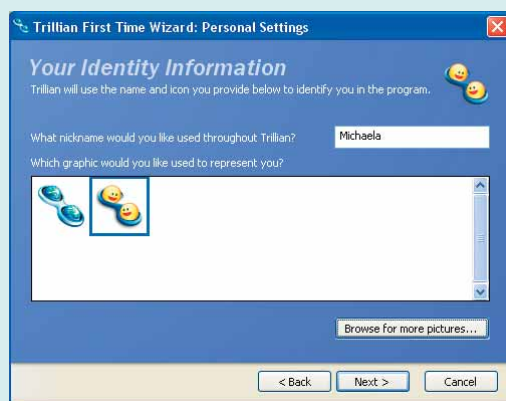 Trillian First Time Wizard: Personal Settings
Your Identity Information
Trillian will use the name and icon you provide below to identify you in the program.
What nickname would you like used throughout Trillian?
Michaela
Which graphic would you like used to represent you?
Browse for more pictures...
< Back
Next >
Cancel